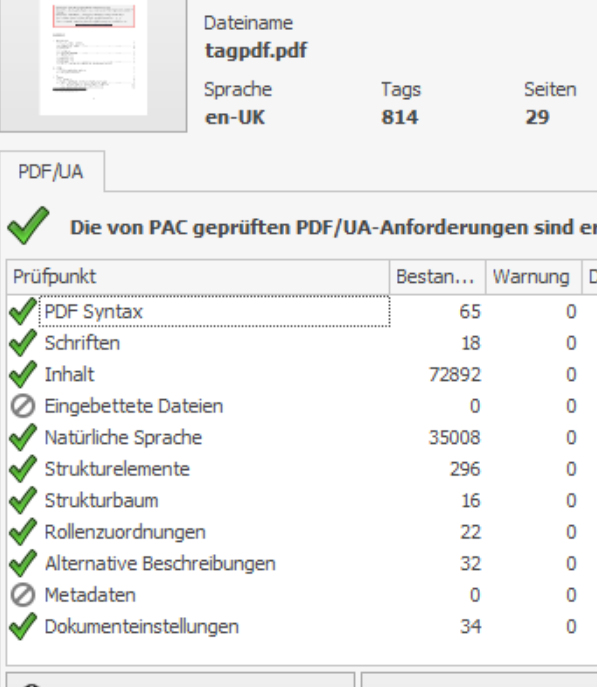 Dateiname
tagpdf.pdf
Sprache Tags Seiten
en-UK 814 29
PDF/UA
Die von PAC geprüften PDF/UA-Anforderungen sind
Prüfpunkt Bestan... Warnung D
PDF Syntax 65 0
Schriften 18 0
Inhalt 72892 0
Eingebettete Dateien 0 0
Natürliche Sprache 35008 0
Strukturelemente 296 0
Strukturbaum 16 0
Rollenzuordnungen 22 0
Alternative Beschreibungen 32 0
Metadaten 0 0
Dokumenteinstellungen 34 0